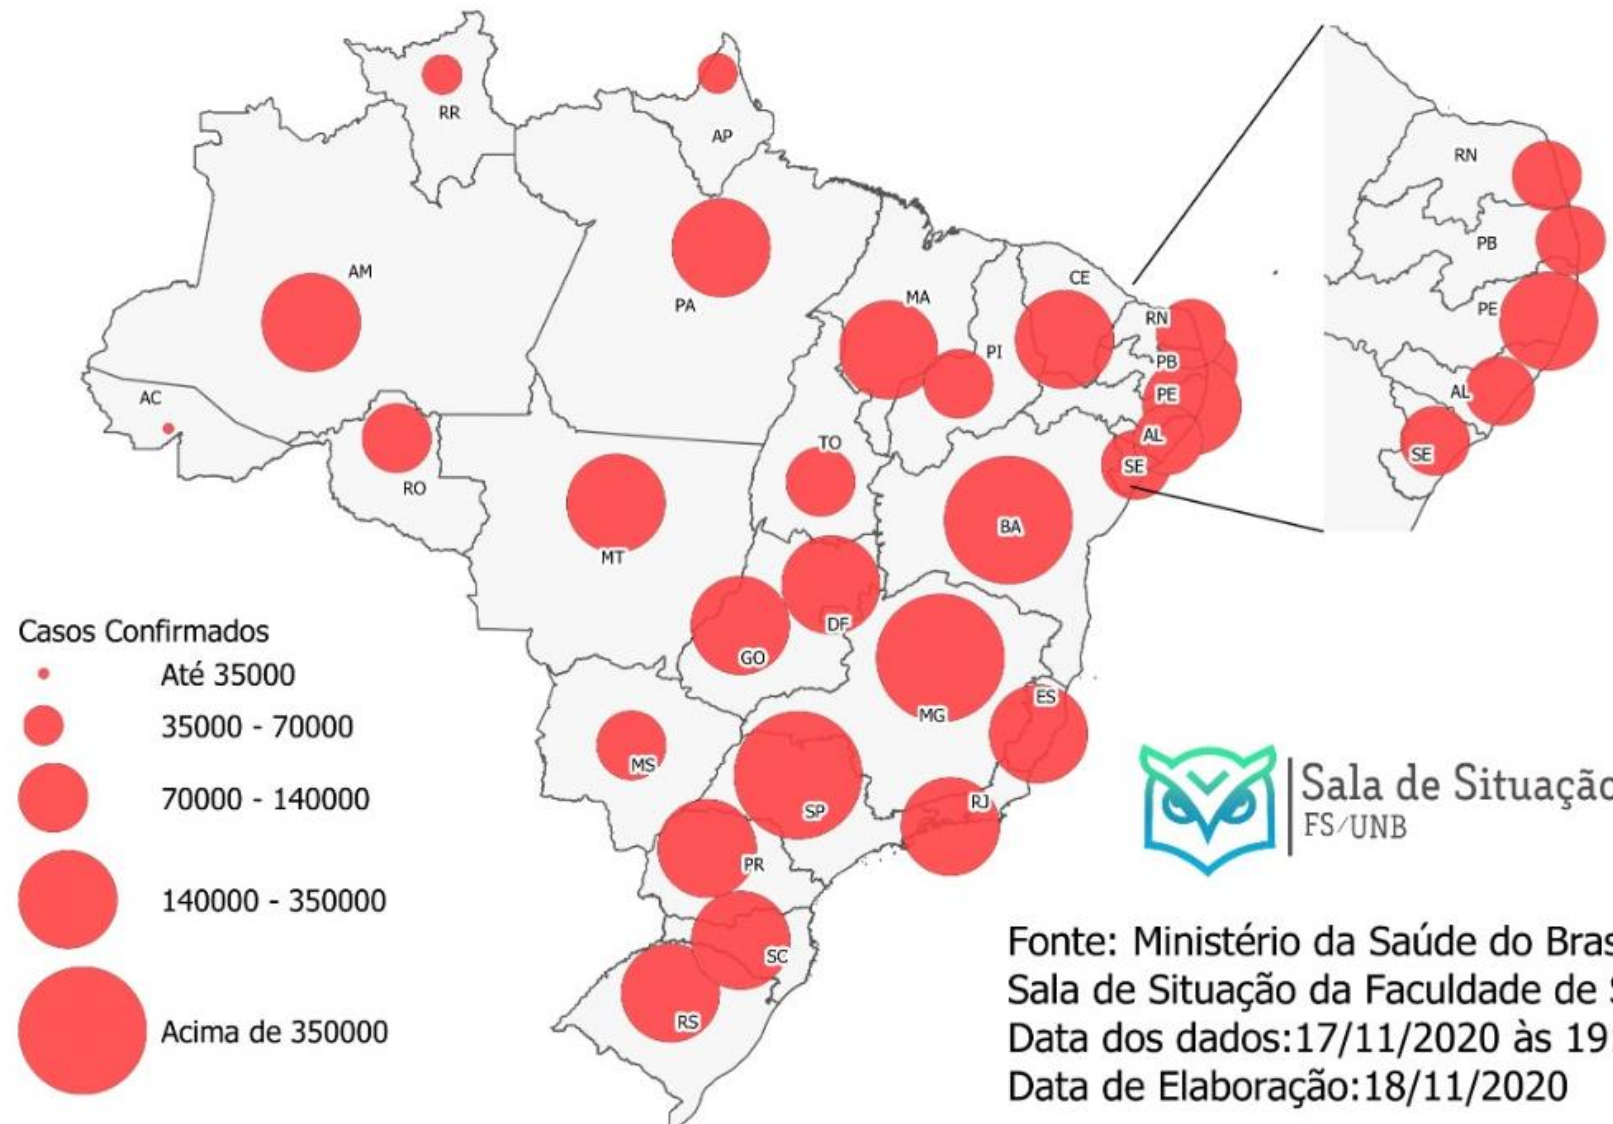 RR
AP
AM
PA
AC
RO
MA
PI
CE
RN
PB
PE
AL
SE
TO
MT
BA
DF
GO
MG
ES
MS
SP
RJ
PR
SC
RS
RN
PB
PE
AL
SE
Casos Confirmados
Até 35000
35000 - 70000
70000 - 140000
140000 - 350000
Acima de 350000
Sala de Situação
FS/UNB
Fonte: Ministério da Saúde do
Sala de Situação da Faculdade de
Data dos dados:17/11/2020 às 19
Data de Elaboração:18/11/2020